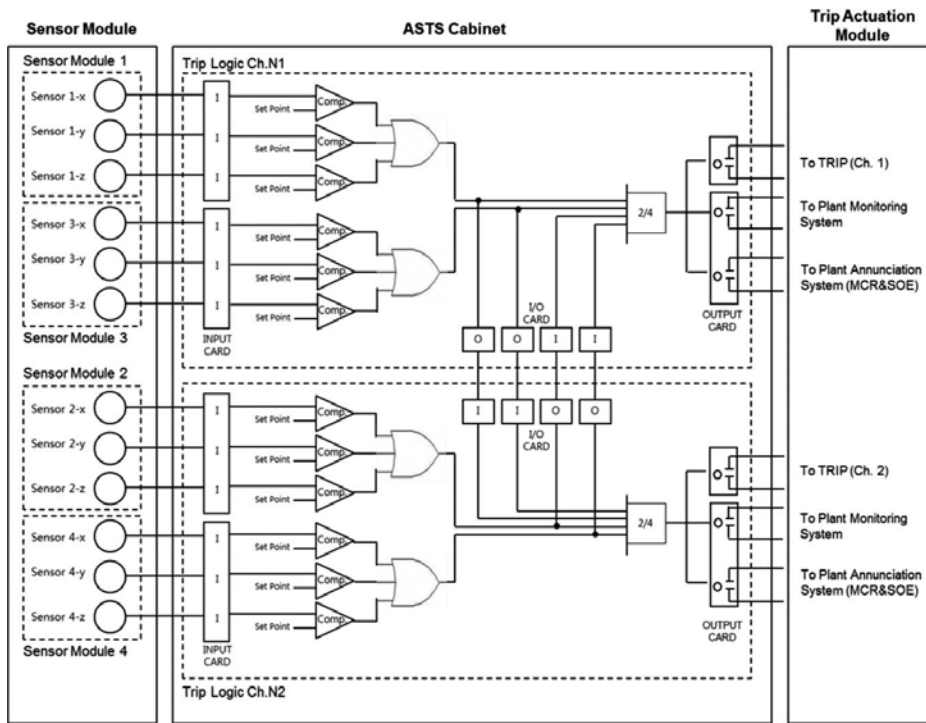 Sensor Module
ASTS Cabinet
Trip Actuation
Module
Sensor Module 1
Sensor 1-x
Sensor 1-y
Sensor 1-z
Sensor 3-x
Sensor 3-y
Sensor 3-z
Sensor Module 3
Sensor Module 2
Sensor 2-x
Sensor 2-y
Sensor 2-z
Sensor 4-x
Sensor 4-y
Sensor 4-z
Sensor Module 4
Trip Logic Ch.N1
I
I
I
Set Point
Comp.
Set Point
Comp.
Set Point
Comp.
I
I
I
Set Point
Comp.
Set Point
Comp.
Set Point
Comp.
INPUT
CARD
2/4
I/O
CARD
O
O
I
I
O
O
O
OUTPUT
CARD
To TRIP (Ch. 1)
To Plant Monitoring
System
To Plant Annunciation
System (MCR&SOE)
I
I
O
O
I/O
CARD
I
I
I
Set Point
Comp.
Set Point
Comp.
Set Point
Comp.
I
I
I
Set Point
Comp.
Set Point
Comp.
Set Point
Comp.
INPUT
CARD
2/4
O
O
O
OUTPUT
CARD
To TRIP (Ch. 2)
To Plant Monitoring
System
To Plant Annunciation
System (MCR&SOE)
Trip Logic Ch.N2